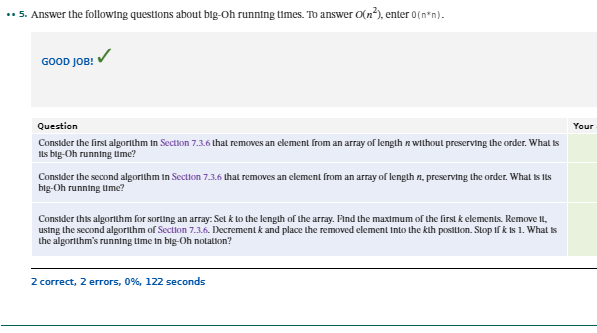 •• 5. Answer the following questions about big-Oh running times. To answer O(n²), enter O(n*n).
GOOD JOB! ✓
Question Your
Consider the first algorithm in Section 7.3.6 that removes an element from an array of length n without preserving the order. What is
its big-Oh running time?
Consider the second algorithm in Section 7.3.6 that removes an element from an array of length n, preserving the order. What is its
big-Oh running time?
Consider this algorithm for sorting an array: Set k to the length of the array. Find the maximum of the first k elements. Remove it,
using the second algorithm of Section 7.3.6. Decrement k and place the removed element into the kth position. Stop if k is 1. What is
the algorithm's running time in big-Oh notation?
2 correct, 2 errors, 0%, 122 seconds